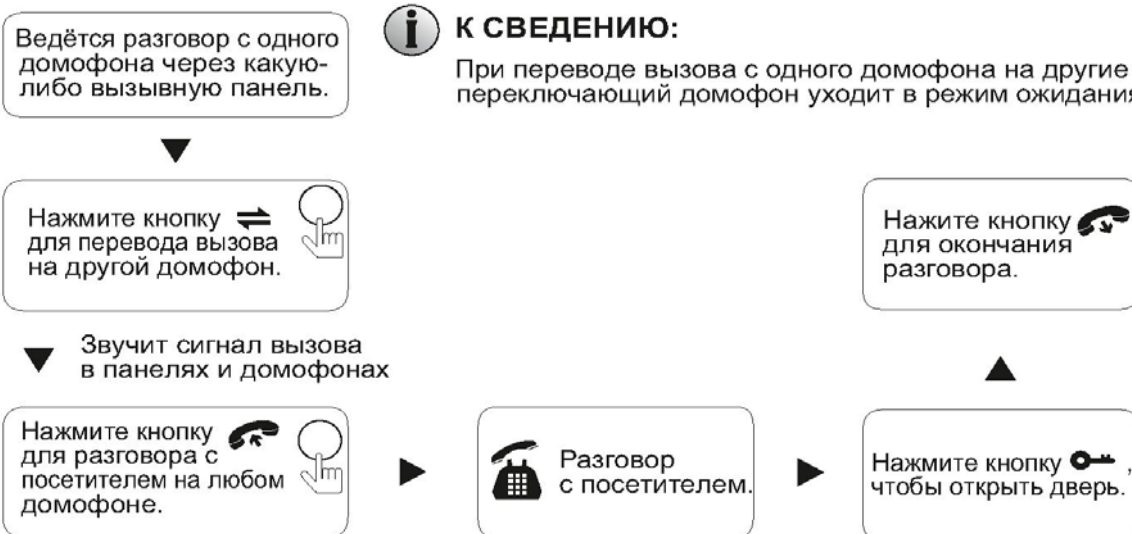 Ведётся разговор с одного
домофона через какую-
либо вызывную панель.
К СВЕДЕНИЮ:
При переводе вызова с одного домофона на другие
переключающий домофон уходит в режим ожидания
Нажмите кнопку
для перевода вызова
на другой домофон.
Звучит сигнал вызова
в панелях и домофонах
Нажмите кнопку
для разговора с
посетителем на любом
домофоне.
Разговор
с посетителем.
Нажмите кнопку ,
чтобы открыть дверь.
Нажите кнопку
для окончания
разговора.